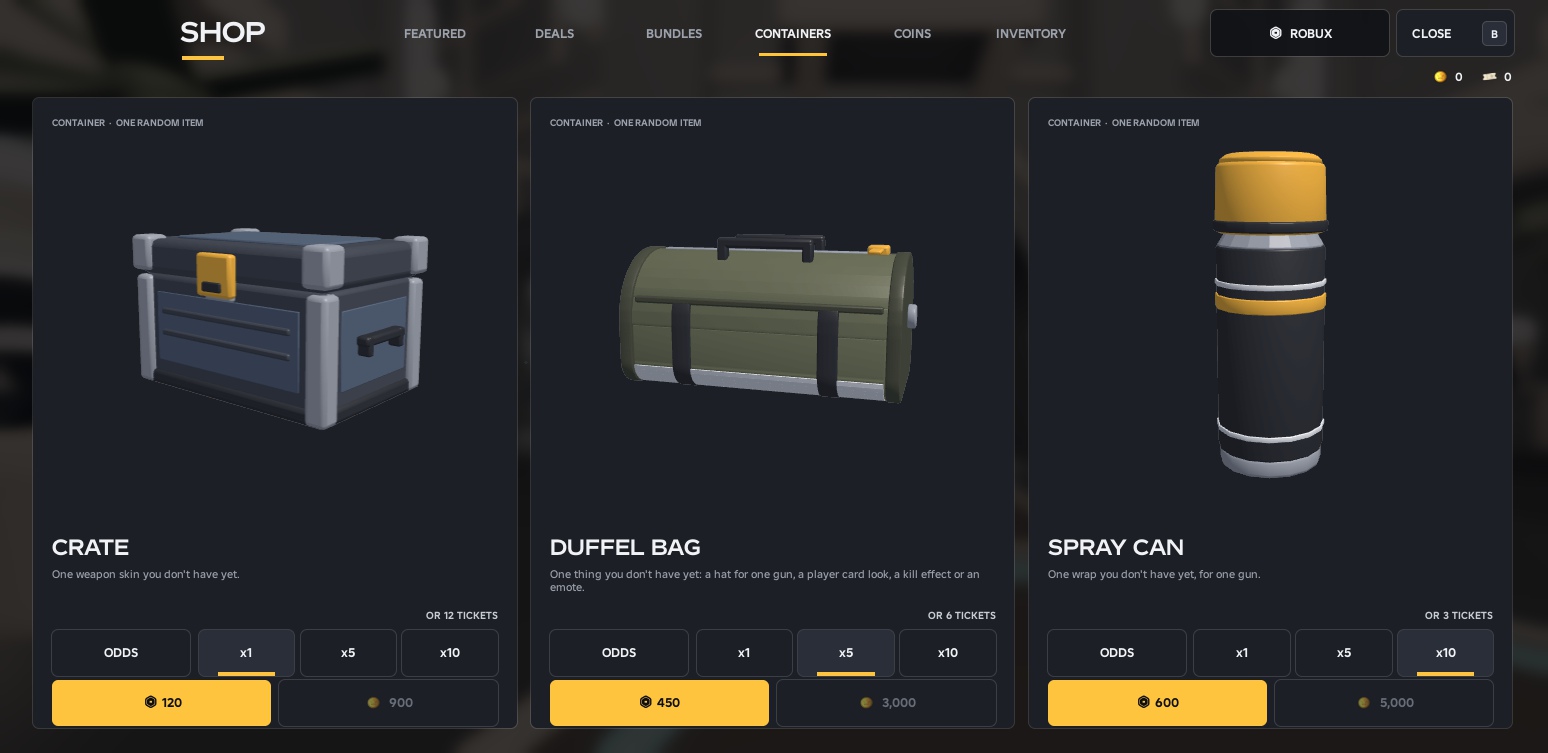 SHOP
FEATURED
DEALS
BUNDLES
CONTAINERS
COINS
INVENTORY
ROBUX
CLOSE
B
0
0
CONTAINER · ONE RANDOM ITEM
CRATE
One weapon skin you don't have yet.
OR 12 TICKETS
ODDS
x1
x5
x10
120
900
CONTAINER · ONE RANDOM ITEM
DUFFEL BAG
One thing you don't have yet: a hat for one gun, a player card look, a kill effect or an
emote.
OR 6 TICKETS
ODDS
x1
x5
x10
450
3,000
CONTAINER · ONE RANDOM ITEM
SPRAY CAN
One wrap you don't have yet, for one gun.
OR 3 TICKETS
ODDS
x1
x5
x10
600
5,000